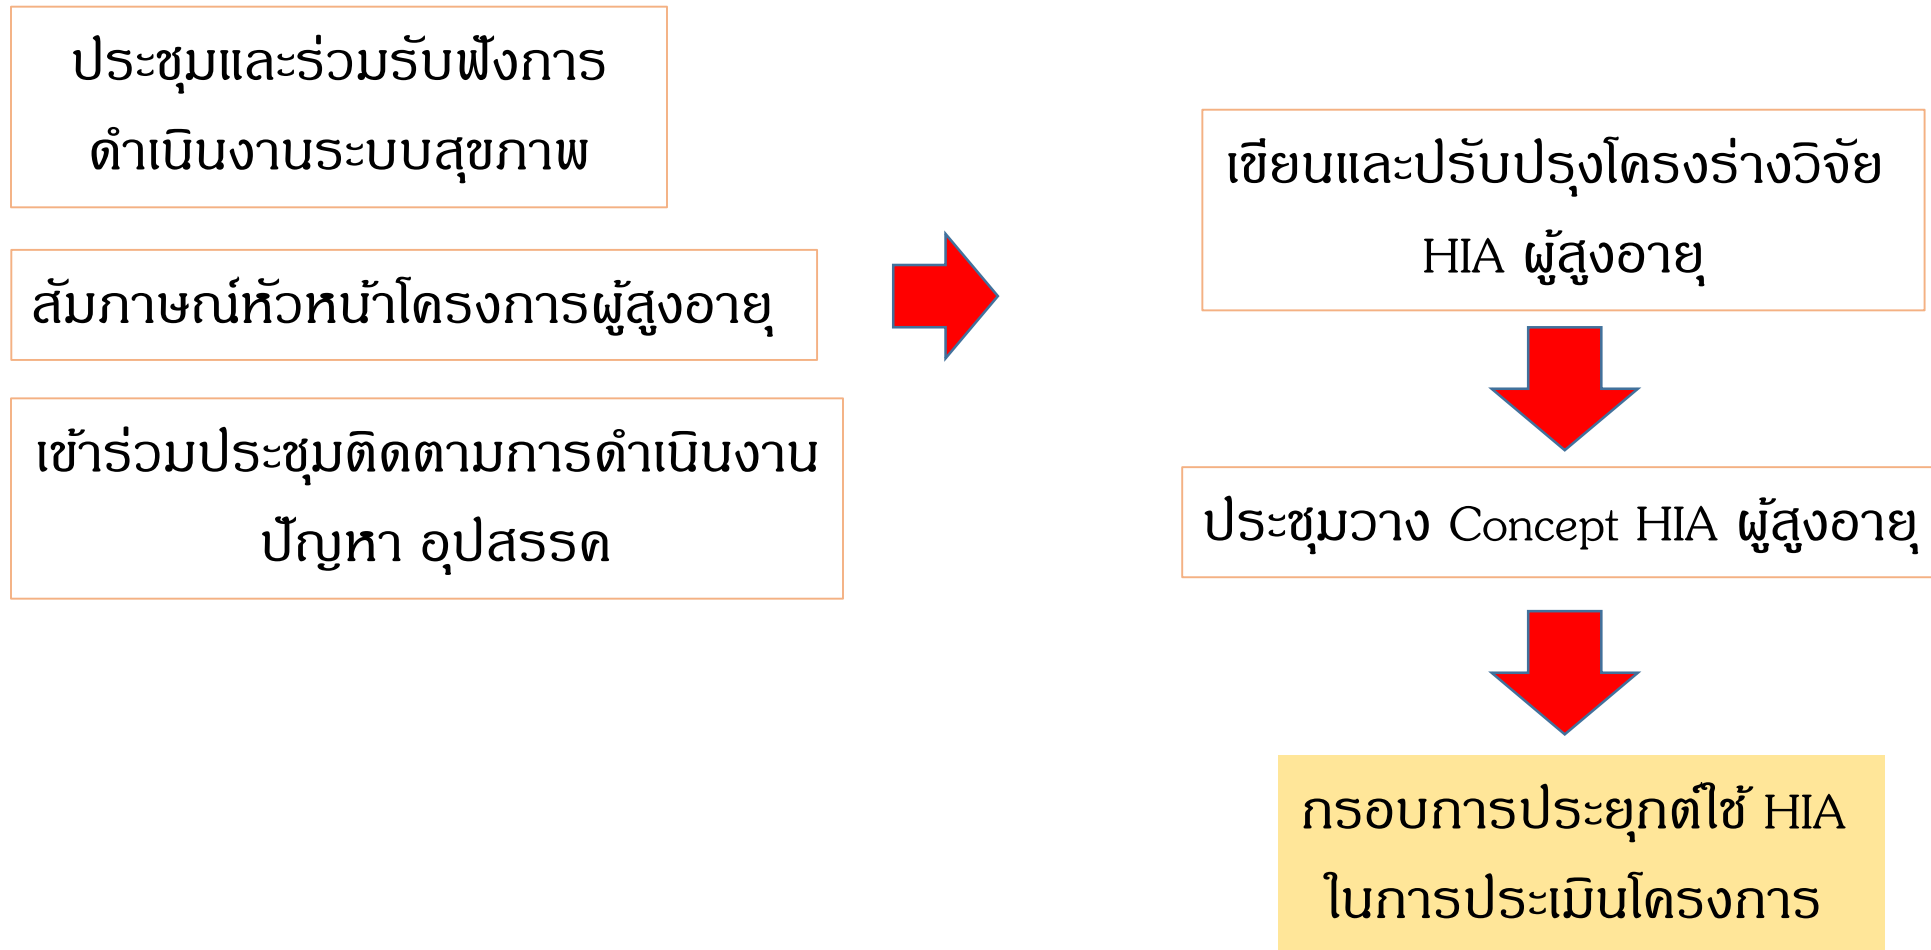 ประชุมและร่วมรับฟังการ
ดำเนินงานระบบสุขภาพ
สัมภาษณ์หัวหน้าโครงการผู้สูงอายุ
เข้าร่วมประชุมติดตามการดำเนินงาน
ปัญหา อุปสรรค
เขียนและปรับปรุงโครงร่างวิจัย
HIA ผู้สูงอายุ
ประชุมวาง Concept HIA ผู้สูงอายุ
กรอบการประยุกต์ใช้ HIA
ในการประเมินโครงการ